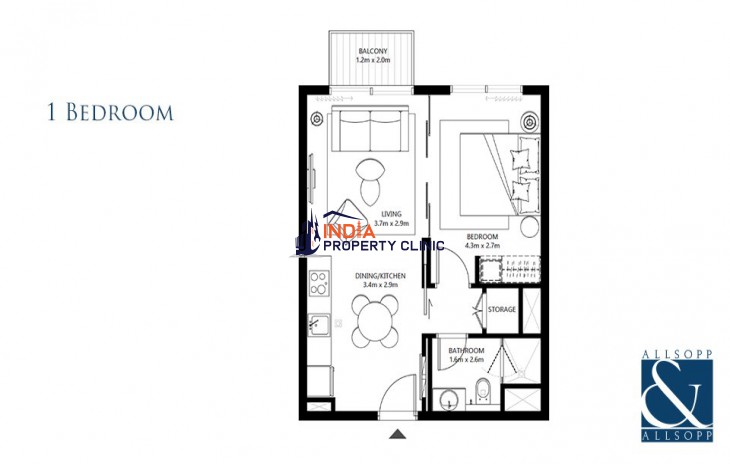 1 BEDROOM
BALCONY
1.2m x 2.0m
LIVING
3.7m x 2.9m
INDIA
PROPERTY CLINIC
BEDROOM
4.3m x 2.7m
DINING/KITCHEN
3.4m x 2.9m
STORAGE
BATHROOM
1.6m x 2.6m
ALLSOPP
&
ALLSOPP